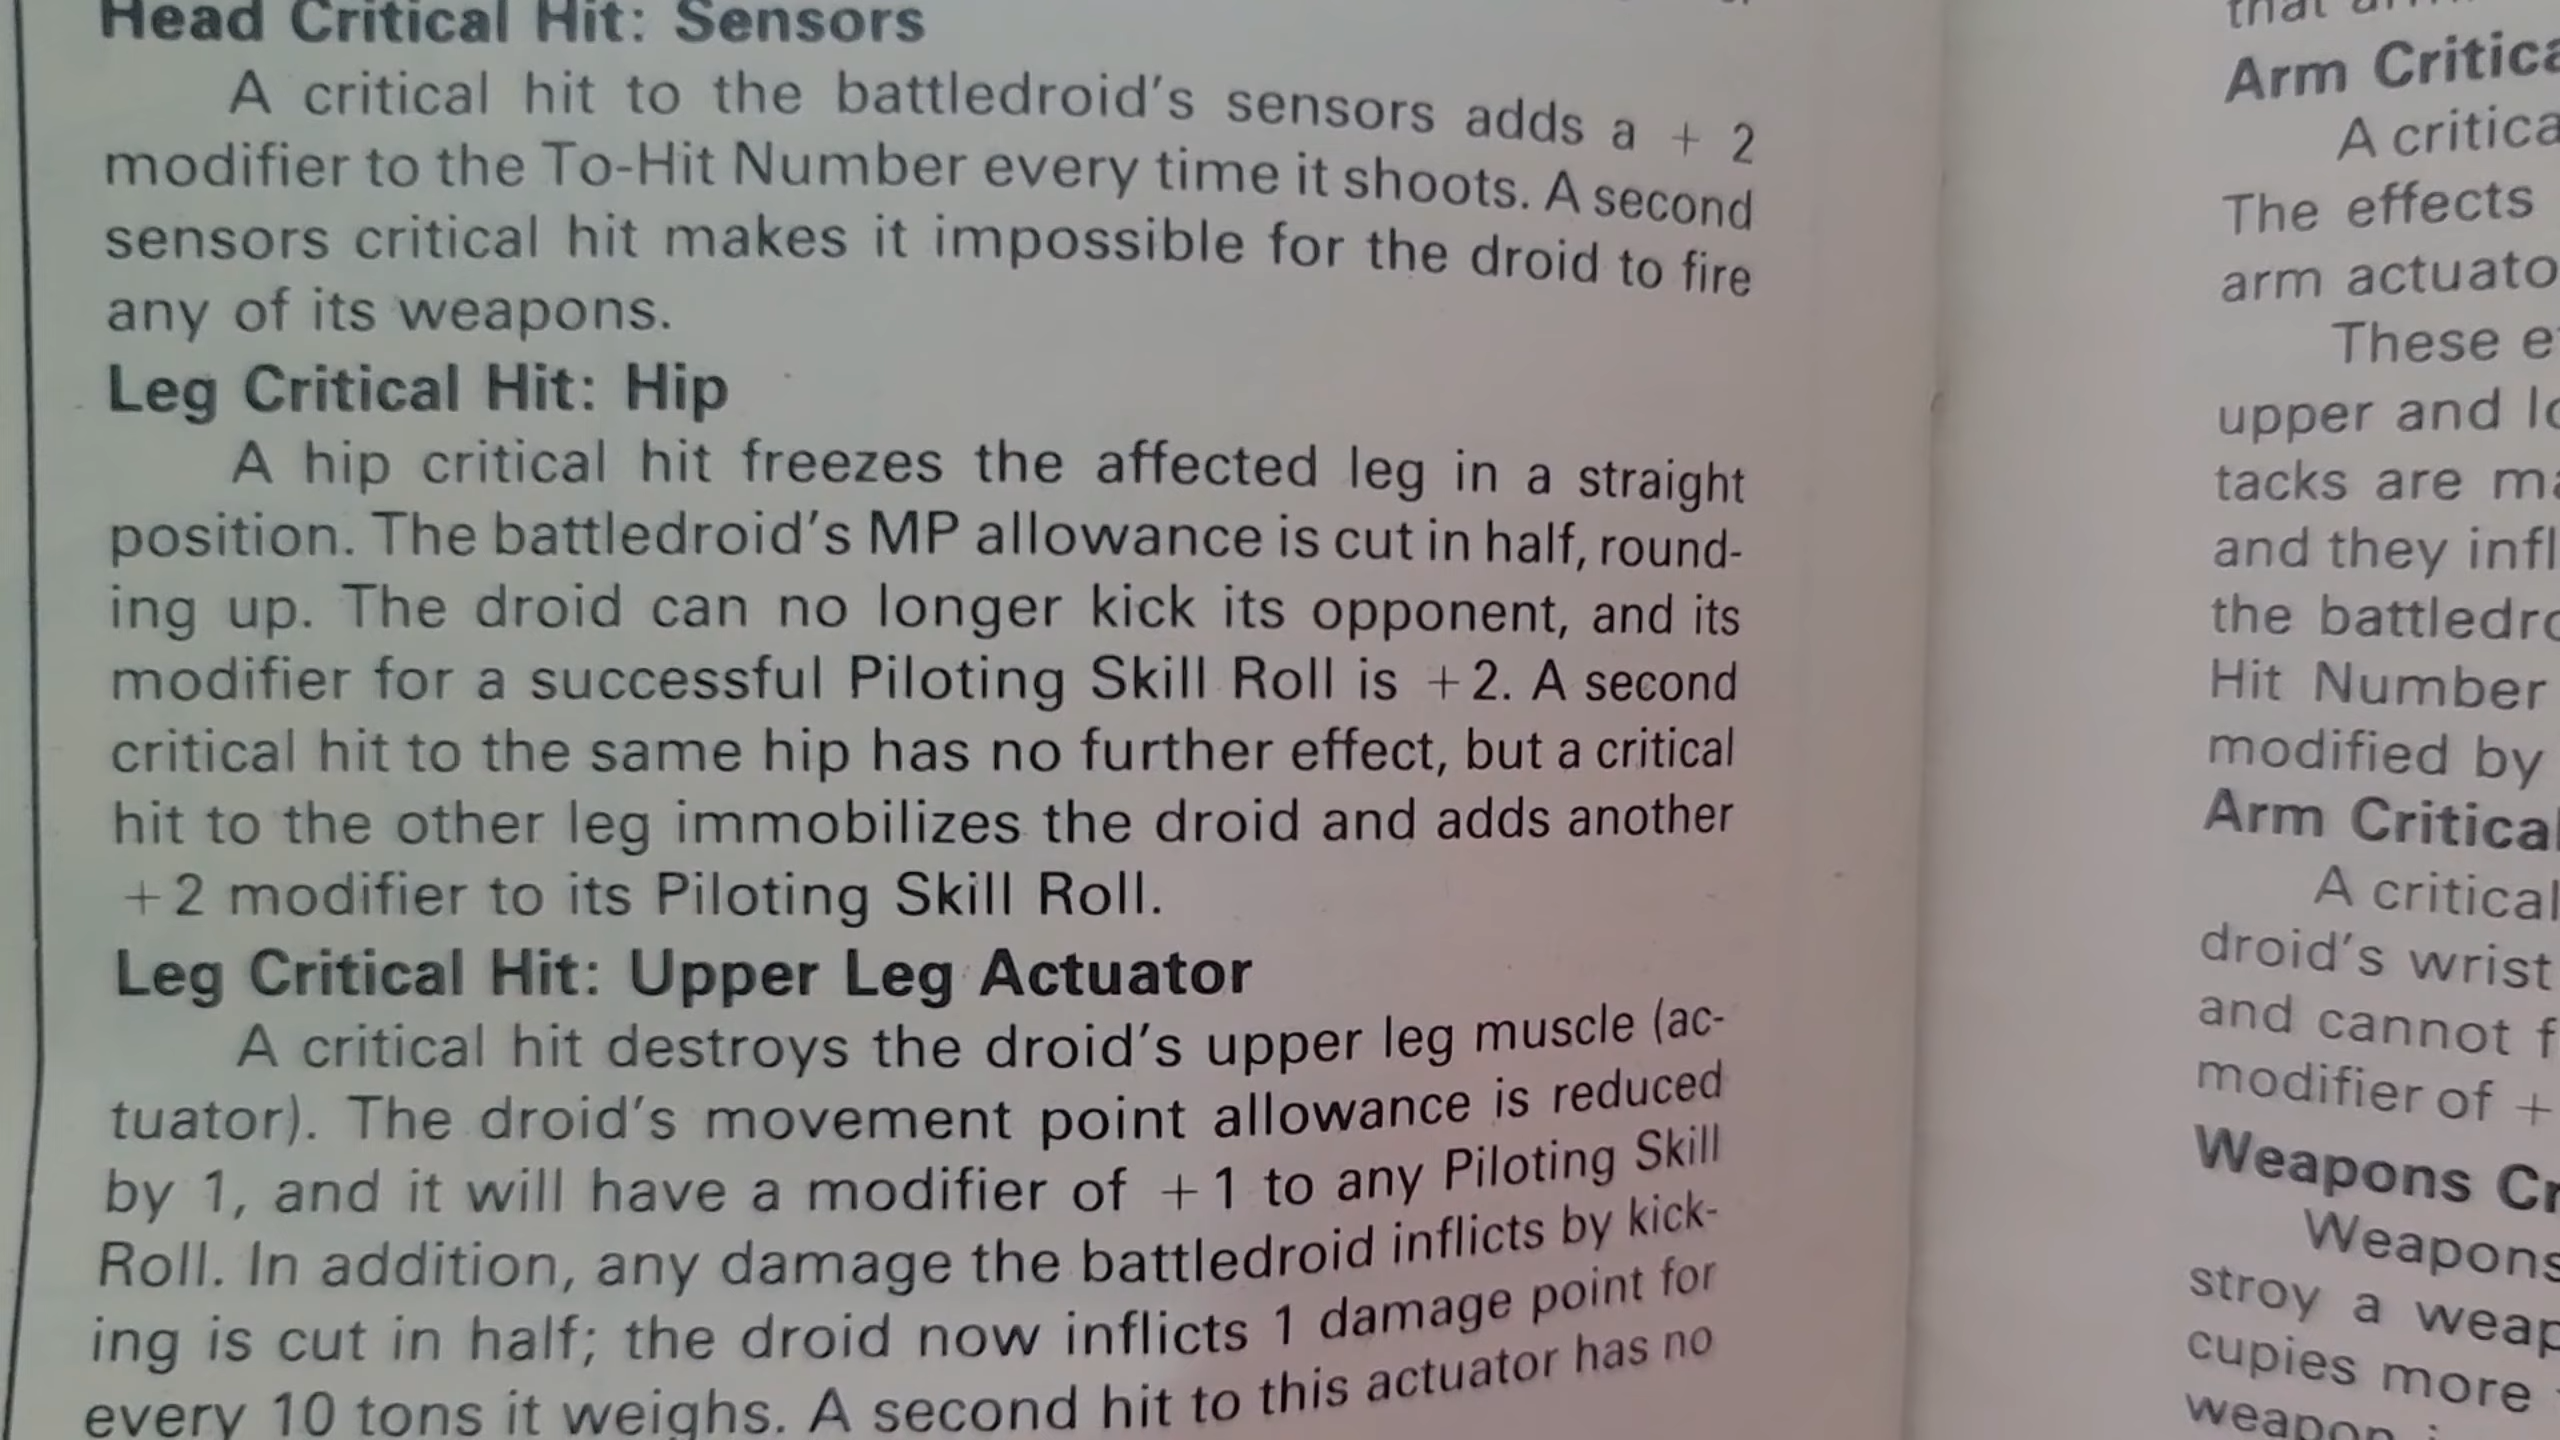 Head Critical Hit: Sensors
A critical hit to the battledroid's sensors adds a +2
modifier to the To-Hit Number every time it shoots. A second
sensors critical hit makes it impossible for the droid to fire
any of its weapons.
Leg Critical Hit: Hip
A hip critical hit freezes the affected leg in a straight
position. The battledroid's MP allowance is cut in half, round-
ing up. The droid can no longer kick its opponent, and its
modifier for a successful Piloting Skill Roll is +2. A second
critical hit to the same hip has no further effect, but a critical
hit to the other leg immobilizes the droid and adds another
+2 modifier to its Piloting Skill Roll.
Leg Critical Hit: Upper Leg Actuator
A critical hit destroys the droid's upper leg muscle (ac-
tuator). The droid's movement point allowance is reduced
by 1, and it will have a modifier of +1 to any Piloting Skill
Roll. In addition, any damage the battledroid inflicts by kick-
ing is cut in half; the droid now inflicts 1 damage point for
every 10 tons it weighs. A second hit to this actuator has no
that
Arm Critica
A critica
The effects
arm actuato
These e
upper and lo
tacks are ma
and they infl
the battledro
Hit Number
modified by
Arm Critical
A critical
droid's wrist
and cannot f
modifier of +
Weapons Cr
Weapons
stroy a weap
cupies more
weapon